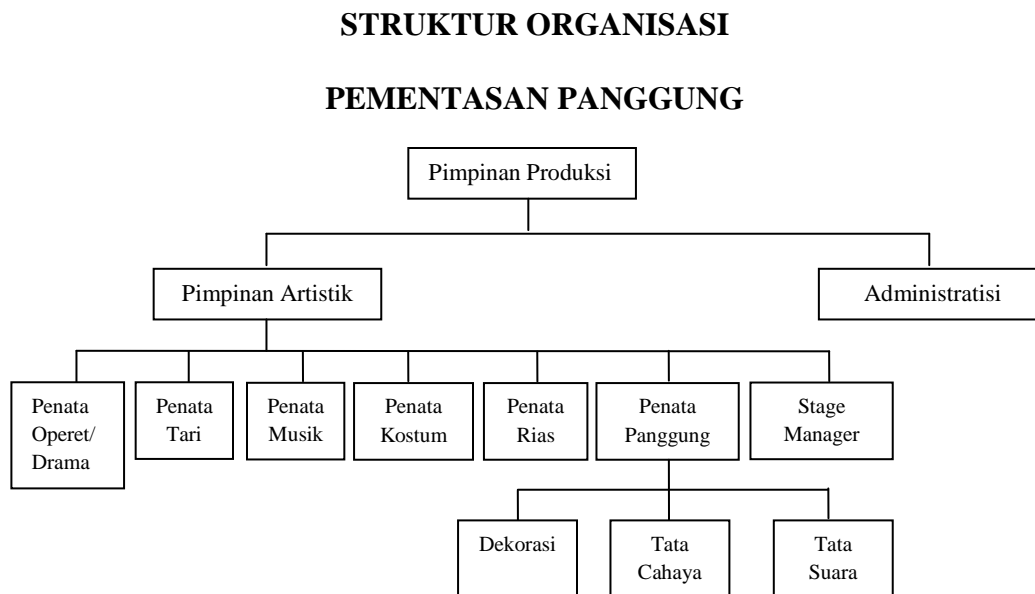 STRUKTUR ORGANISASI
PEMENTASAN PANGGUNG
Pimpinan Produksi
Pimpinan Artistik
Administratisi
Penata
Operet/
Drama
Penata
Tari
Penata
Musik
Penata
Kostum
Penata
Rias
Penata
Panggung
Stage
Manager
Dekorasi
Tata
Cahaya
Tata
Suara